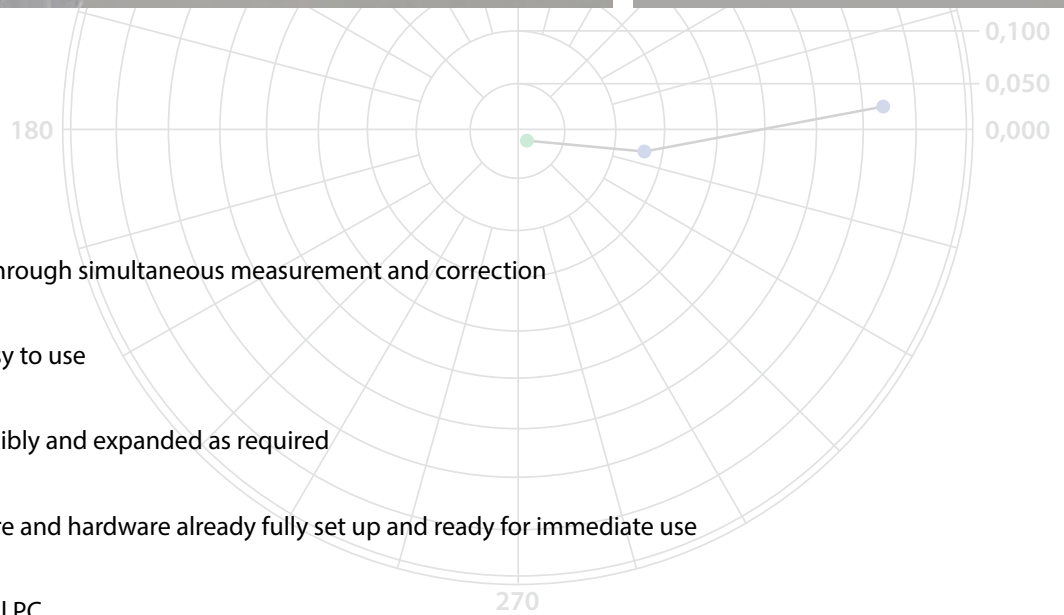 0,100
0,050
180
0,000
hrough simultaneous measurement and correction
y to use
ibly and expanded as required
re and hardware already fully set up and ready for immediate use
270
l PC